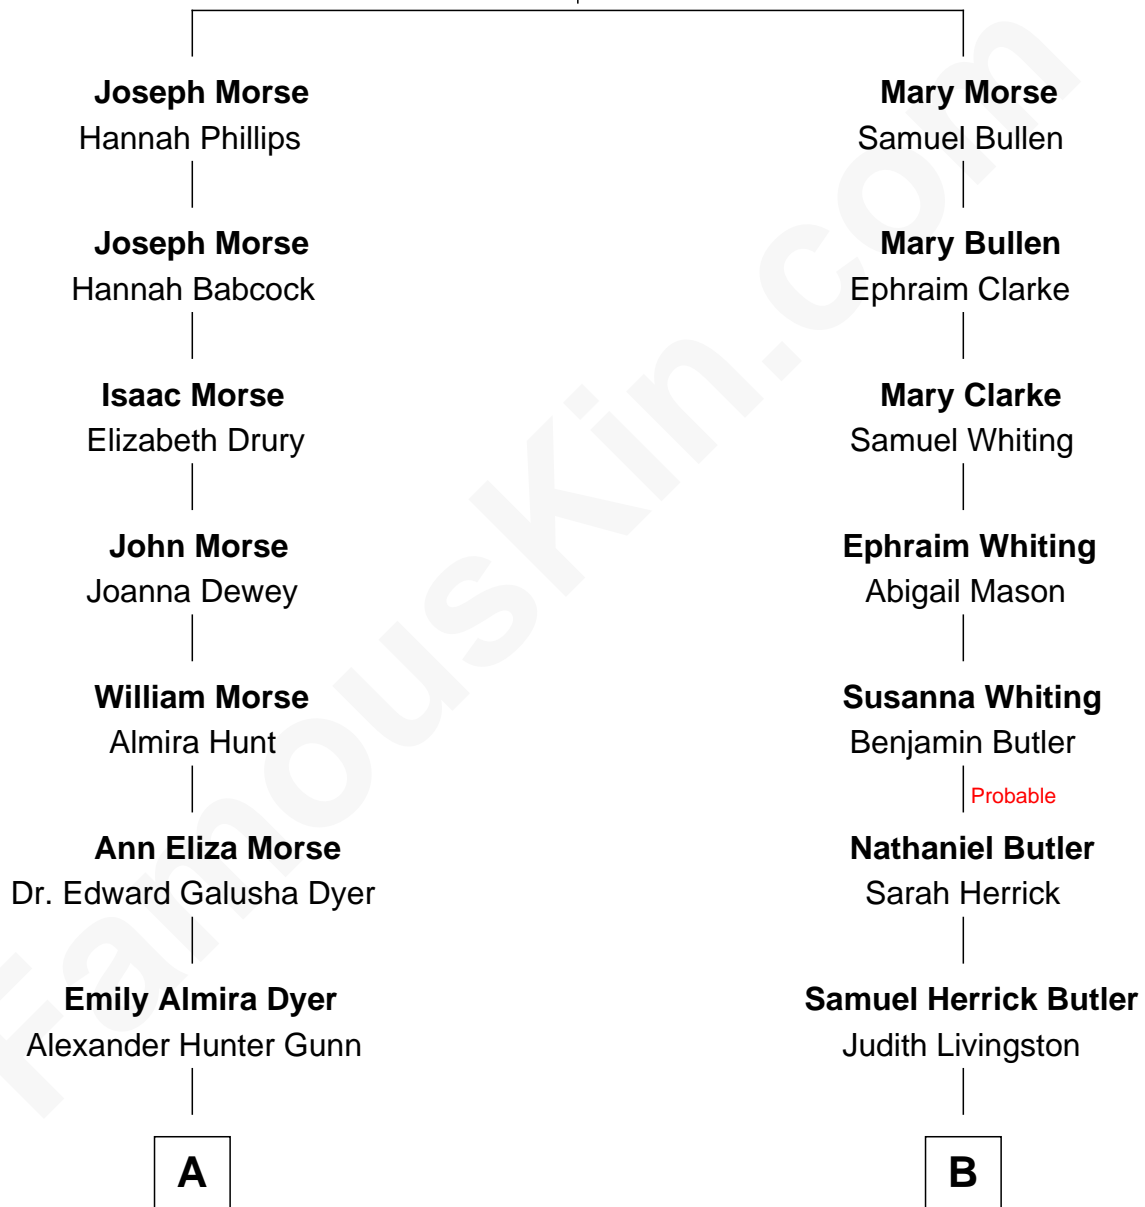 Joseph Morse
Hannah Phillips
Mary Morse
Samuel Bullen
Joseph Morse
Hannah Babcock
Mary Bullen
Ephraim Clarke
Isaac Morse
Elizabeth Drury
Mary Clarke
Samuel Whiting
John Morse
Joanna Dewey
Ephraim Whiting
Abigail Mason
William Morse
Almira Hunt
Susanna Whiting
Benjamin Butler
Probable
Ann Eliza Morse
Dr. Edward Galusha Dyer
Nathaniel Butler
Sarah Herrick
Emily Almira Dyer
Alexander Hunter Gunn
Samuel Herrick Butler
Judith Livingston
A
B
FamousKin.com